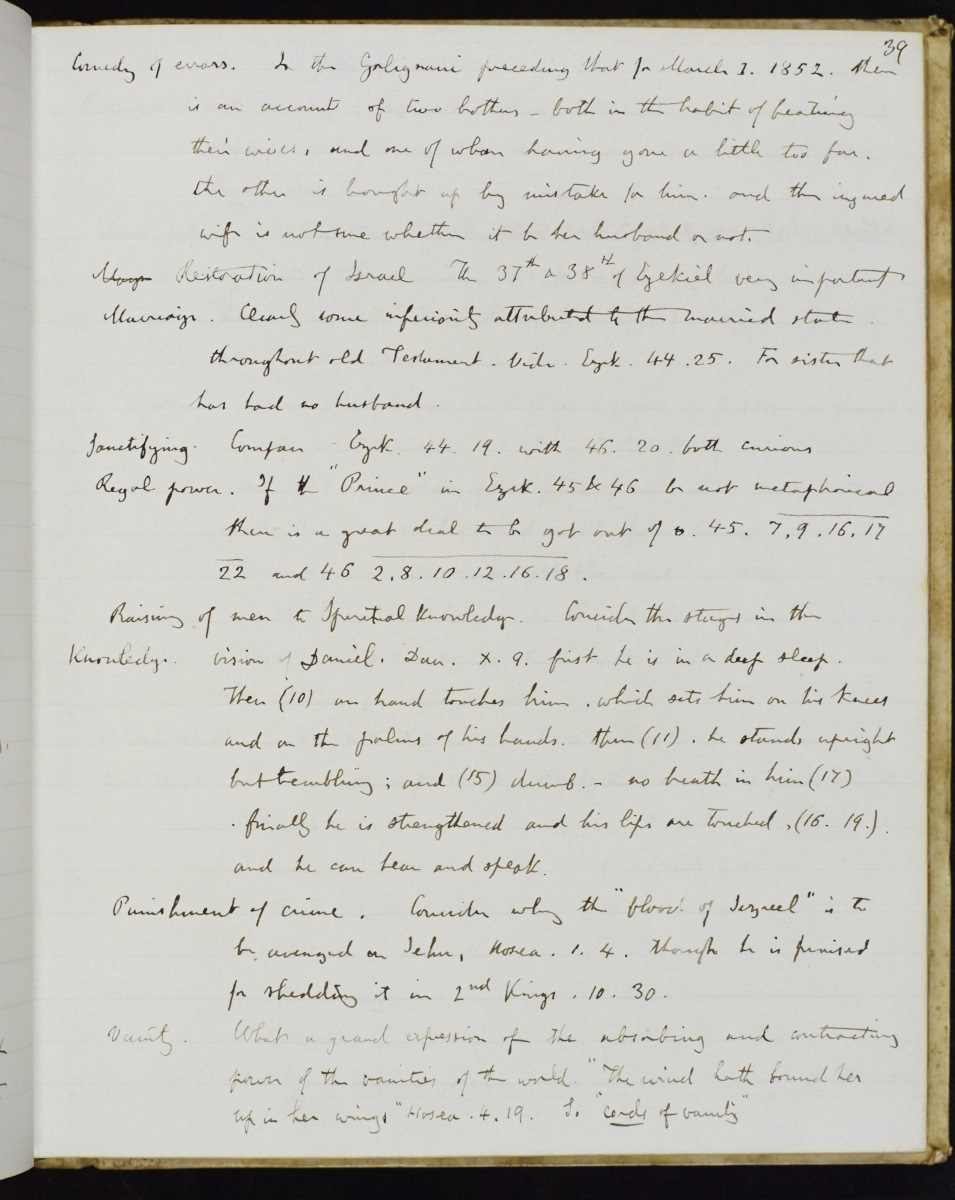 39
Comedy of errors. In the Galignani preceding that for March 1. 1852. there
is an account of two brothers - both in the habit of beating
their wives, and one of whom having gone a little too far.
the other is brought up by mistake for him. and the injured
wife is not sure whether it be her husband or not.
Restoration of Israel The 37th & 38th of Ezekiel very important
Marriage. Clearly some inferiority attributed to the married state
throughout old Testament. Vide. Ezek. 44.25. For sister that
has had no husband.
Sanctifying. Compare Ezek. 44. 19. with 46. 20. both curious
Regal power. If the "Prince" in Ezek. 45 & 46 be not metaphorical
there is a great deal to be got out of 45. 7,9.16,17
22 and 46 2.8.10.12.16.18.
Raising of men to Spiritual Knowledge. Consider the stages in the
Knowledge. vision of Daniel. Dan. X. 9. first he is in a deep sleep.
Then (10) an hand touches him. which sets him on his knees
and on the palms of his hands. then (11). he stands upright
but trembling; and (15) dumb. - no breath in him (17)
. finally he is strengthened and his lips are touched, (16. 19.).
and he can hear and speak.
Punishment of crime. Consider why the "blood of Jezreel" is to
be avenged on Jehu, Hosea. 1. 4. though he is praised
for shedding it in 2nd Kings. 10. 30.
Vanity. What a grand expression of the absorbing and contracting
power of the vanities of the world. "The wind hath bound her
up in her wings" Hosea. 4. 19. So "cords of vanity"